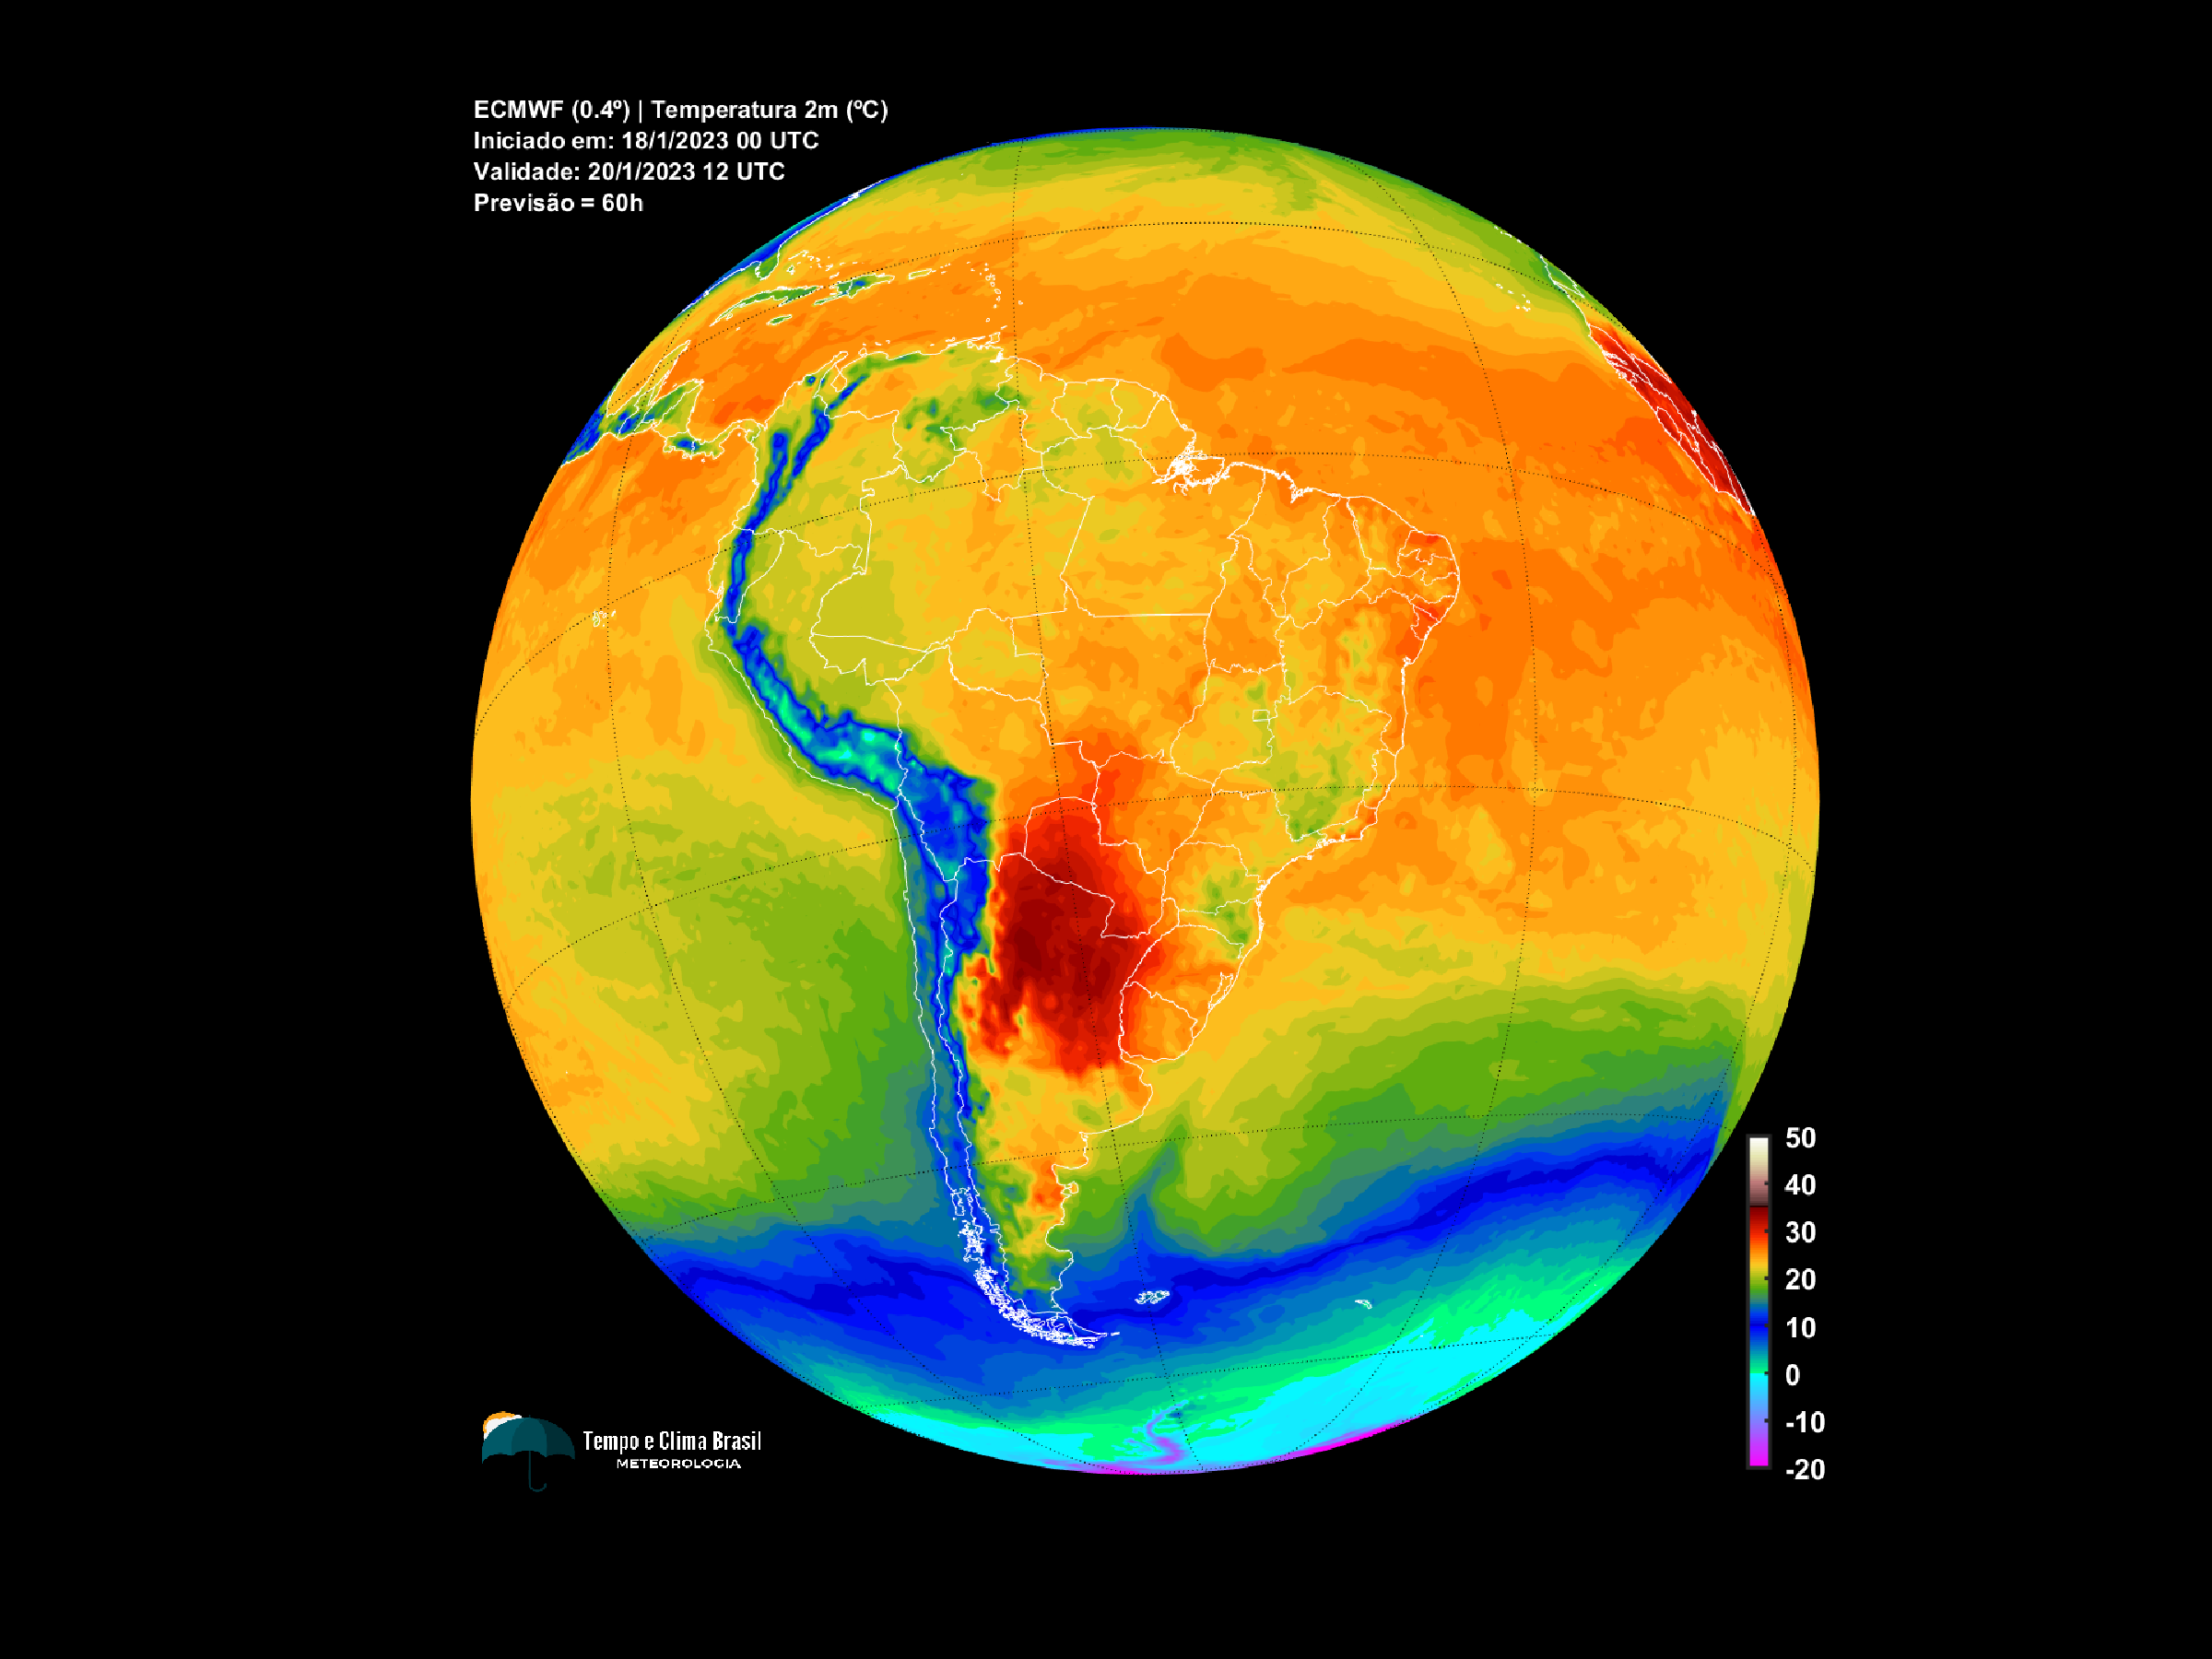 ECMWF (0.4º) | Temperatura 2m (ºC)
Iniciado em: 18/1/2023 00 UTC
Validade: 20/1/2023 12 UTC
Previsão = 60h
50
40
30
20
10
0
-10
-20
Tempo e Clima Brasil
METEOROLOGIA